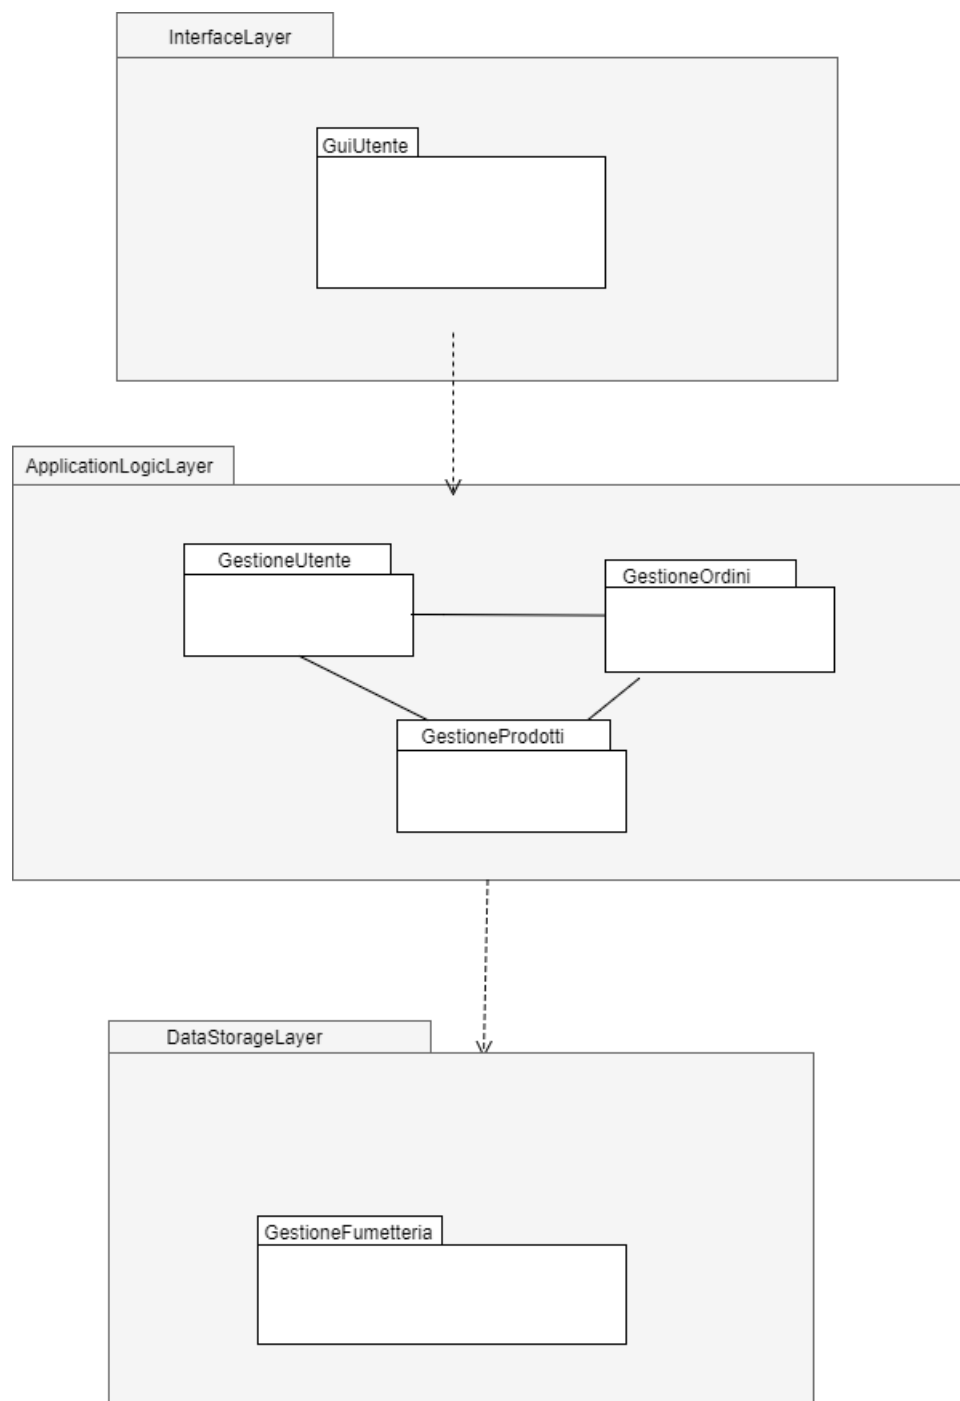 InterfaceLayer
GuiUtente
ApplicationLogicLayer
GestioneUtente
GestioneOrdini
GestioneProdotti
DataStorageLayer
GestioneFumetteria